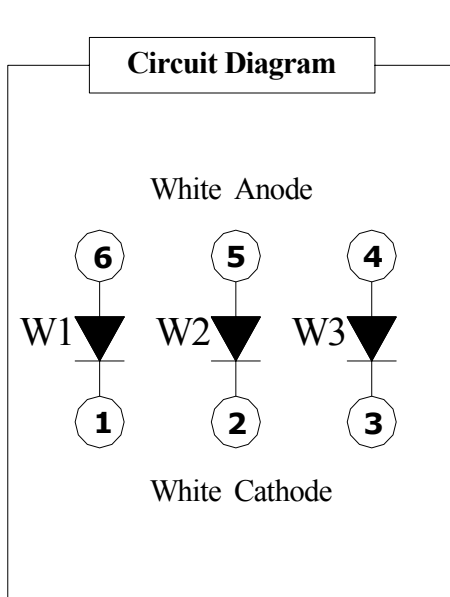 Circuit Diagram
White Anode
6 5 4
W1 W2 W3
1 2 3
White Cathode